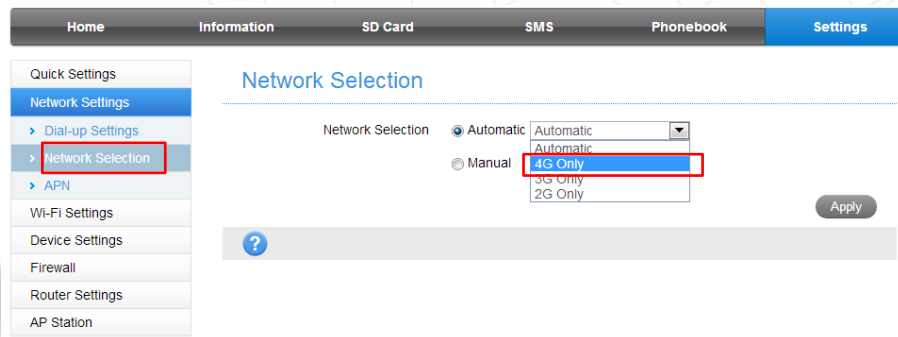 Home Information SD Card SMS Phonebook Settings
Quick Settings
Network Settings
Dial-up Settings
Network Selection
APN
Wi-Fi Settings
Device Settings
Firewall
Router Settings
AP Station
Network Selection
Network Selection Automatic Automatic
Automatic
Manual 4G Only
3G Only
2G Only
Apply
?